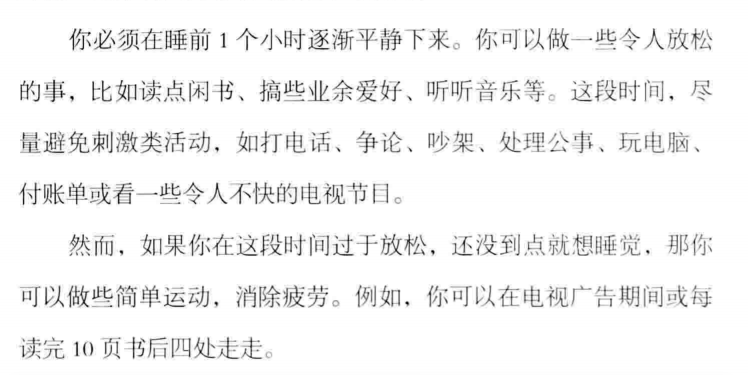 你必须在睡前 1 个小时逐渐平静下来。你可以做一些令人放松
的事，比如读点闲书、搞些业余爱好、听听音乐等。这段时间，尽
量避免刺激类活动，如打电话、争论、吵架、处理公事、玩电脑、
付账单或看一些令人不快的电视节目。
然而，如果你在这段时间过于放松，还没到点就想睡觉，那你
可以做些简单运动，消除疲劳。例如，你可以在电视广告期间或每
读完 10 页书后四处走走。